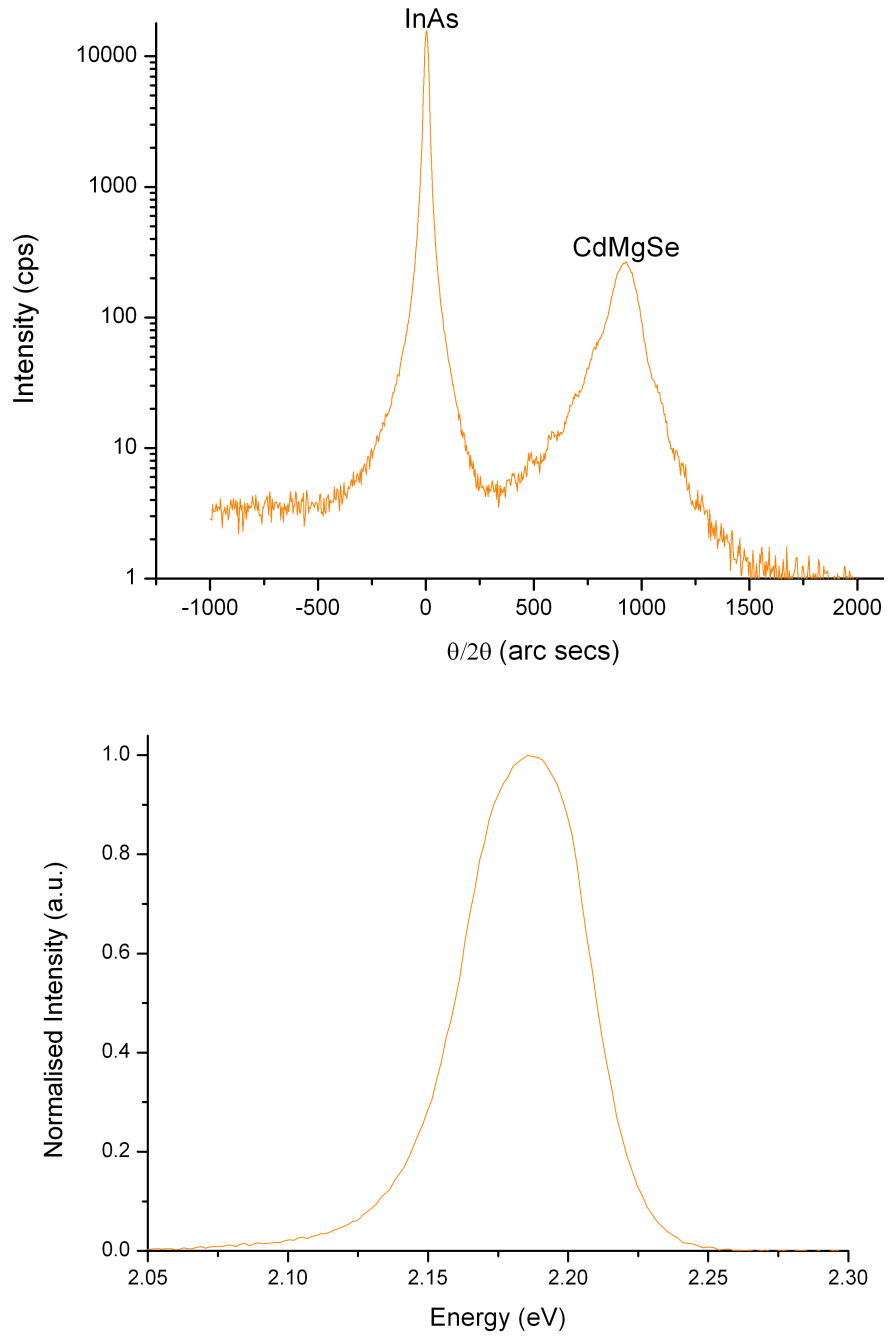 InAs
10000
1000
CdMgSe
100
10
1
-1000 -500 0 500 1000 1500 2000
Intensity (cps)
θ/2θ (arc secs)
1.0
0.8
0.6
0.4
0.2
0.0
2.05 2.10 2.15 2.20 2.25 2.30
Normalised Intensity (a.u.)
Energy (eV)